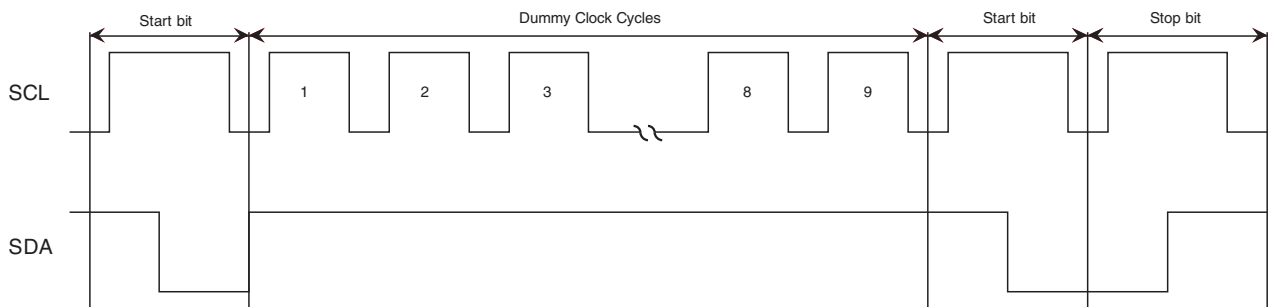 Start bit
Dummy Clock Cycles
Start bit
Stop bit
SCL
1
2
3
8
9
SDA